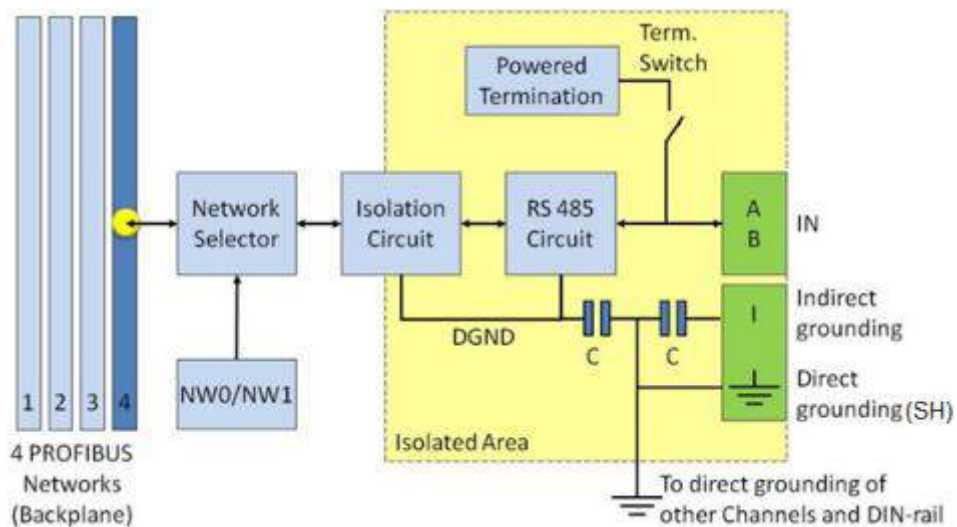 Term.
Switch
Powered
Termination
Network
Selector
Isolation
Circuit
RS 485
Circuit
A
B
IN
DGND
C
C
I
Indirect
grounding
Direct
grounding(SH)
NW0/NW1
1 2 3 4
4 PROFIBUS
Networks
(Backplane)
Isolated Area
To direct grounding of
other Channels and DIN-rail